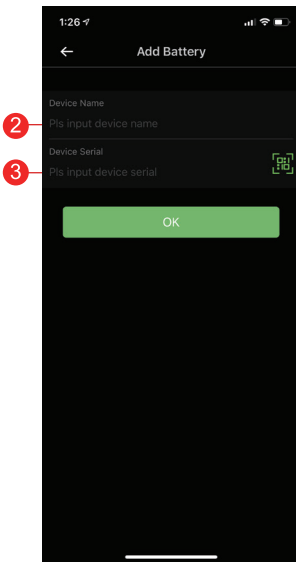 1:26
Add Battery
Device Name
2
Pls input device name
Device Serial
3
Pls input device serial
OK